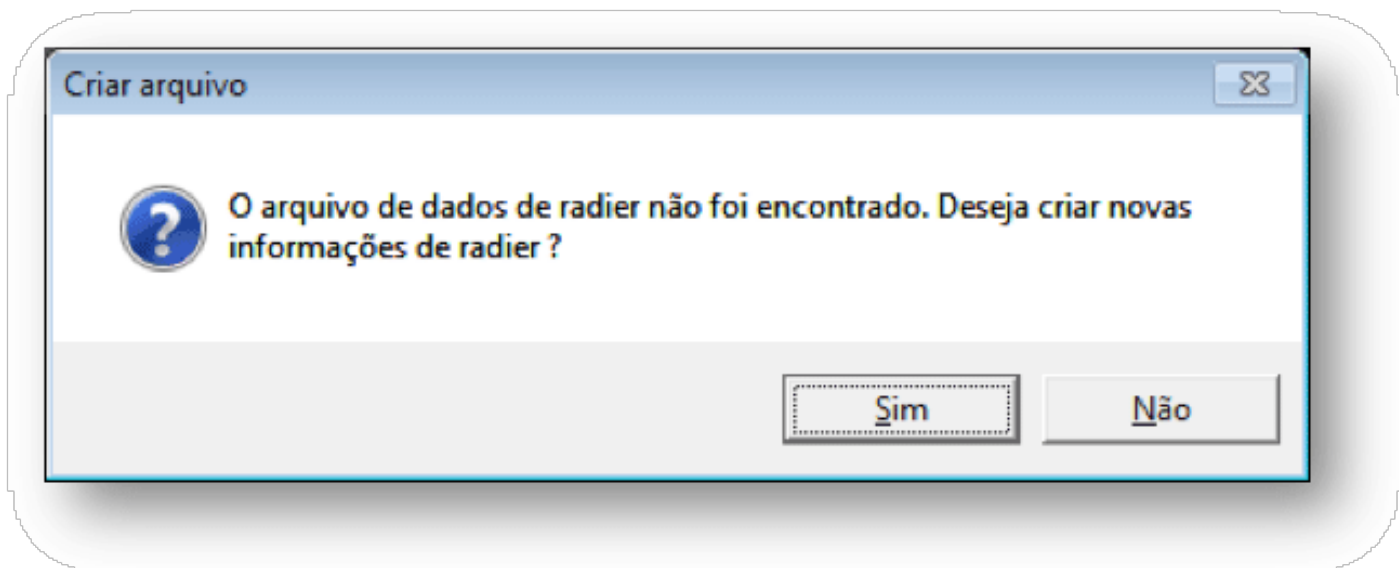 Criar arquivo
O arquivo de dados de radier não foi encontrado. Deseja criar novas
informações de radier ?
Sim
Não